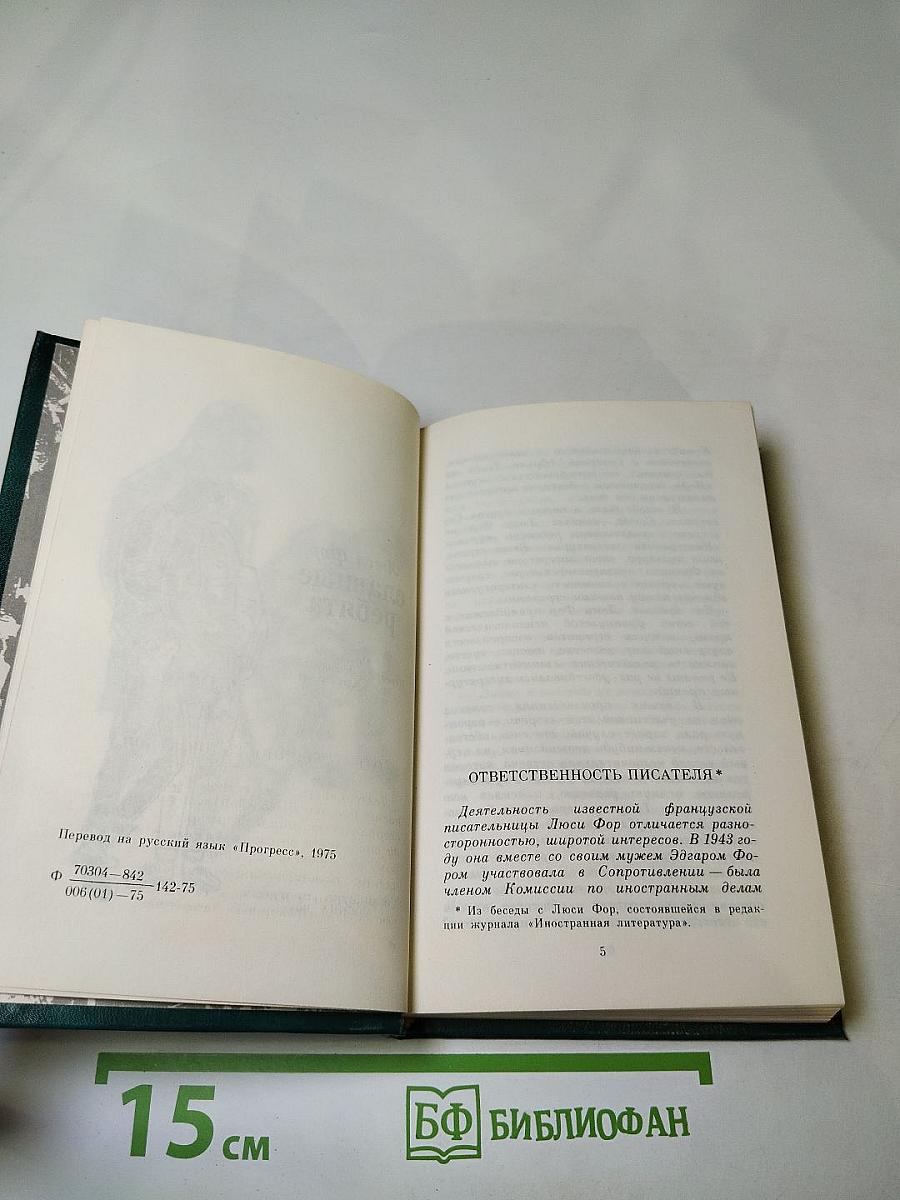 Перевод на русский язык «Прогресс», 1975
Ф 70304—842
006(01)—75 142-75
ОТВЕТСТВЕННОСТЬ ПИСАТЕЛЯ*
Деятельность известной французской
писательницы Люси Фор отличается разно-
сторонностью, широтой интересов. В 1943 го-
ду она вместе со своим мужем Эдгаром Фо-
ром участвовала в Сопротивлении — была
членом Комиссии по иностранным делам
* Из беседы с Люси Фор, состоявшейся в редак-
ции журнала «Иностранная литература».
5
15 см
БФ БИБЛИОФАН